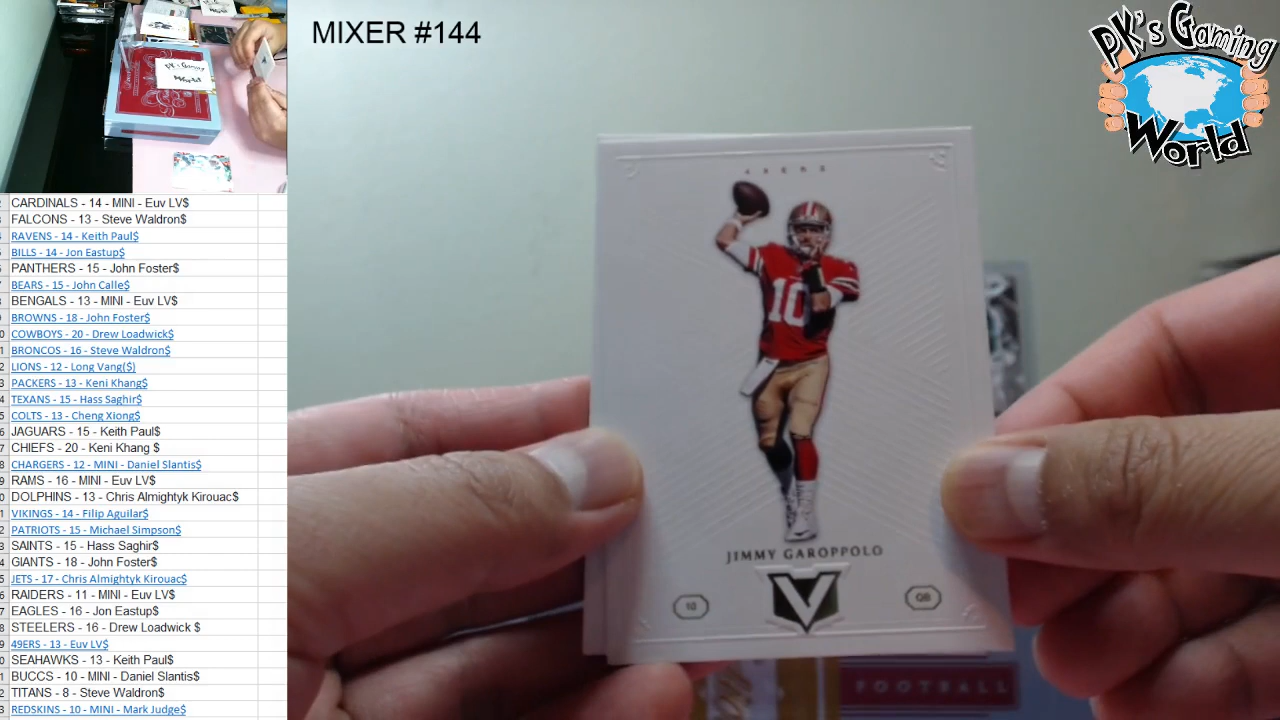 MIXER #144
PK's Gaming
World
CARDINALS - 14 - MINI - Euv LV$
FALCONS - 13 - Steve Waldron$
RAVENS - 14 - Keith Paul$
BILLS - 14 - Jon Eastup$
PANTHERS - 15 - John Foster$
BEARS - 15 - John Calle$
BENGALS - 13 - MINI - Euv LV$
BROWNS - 18 - John Foster$
COWBOYS - 20 - Drew Loadwick$
BRONCOS - 16 - Steve Waldron$
LIONS - 12 - Long Vang($)
PACKERS - 13 - Keni Khang$
TEXANS - 15 - Hass Saghir$
COLTS - 13 - Cheng Xiong$
JAGUARS - 15 - Keith Paul$
CHIEFS - 20 - Keni Khang $
CHARGERS - 12 - MINI - Daniel Slantis$
RAMS - 16 - MINI - Euv LV$
DOLPHINS - 13 - Chris Almightyk Kirouac$
VIKINGS - 14 - Filip Aguilar$
PATRIOTS - 15 - Michael Simpson$
SAINTS - 15 - Hass Saghir$
GIANTS - 18 - John Foster$
JETS - 17 - Chris Almightyk Kirouac$
RAIDERS - 11 - MINI - Euv LV$
EAGLES - 16 - Jon Eastup$
STEELERS - 16 - Drew Loadwick $
49ERS - 13 - Euv LV$
SEAHAWKS - 13 - Keith Paul$
BUCCS - 10 - MINI - Daniel Slantis$
TITANS - 8 - Steve Waldron$
REDSKINS - 10 - MINI - Mark Judge$
49ERS
10
JIMMY GAROPPOLO
V
10
QB
FOOTBALL